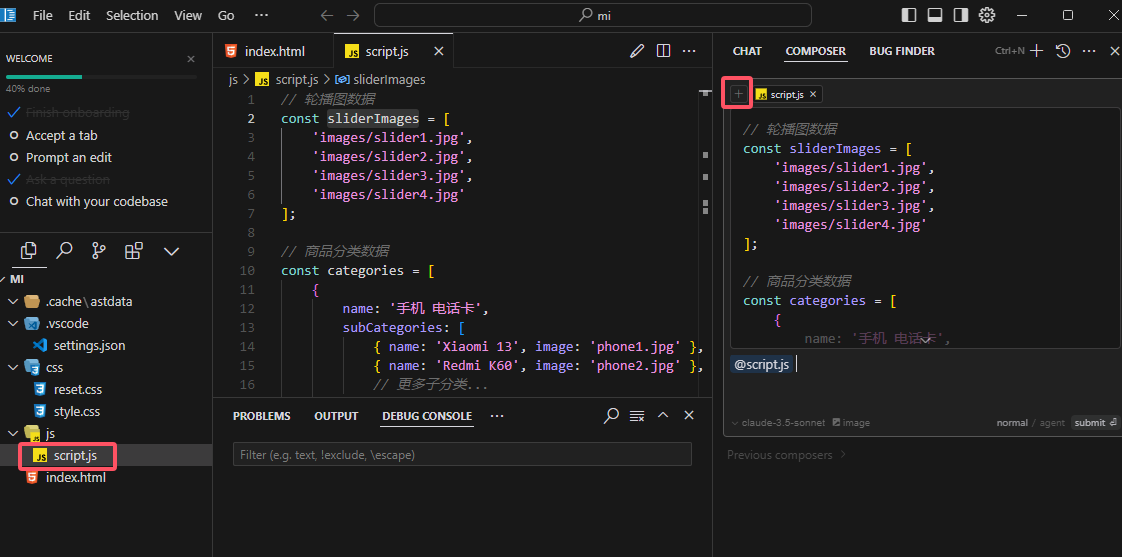 File Edit Selection View Go ··· mi
WELCOME
40% done
Finish onboarding
Accept a tab
Prompt an edit
Ask a question
Chat with your codebase
MI
.cache\astdata
.vscode
settings.json
css
reset.css
style.css
js
script.js
index.html
index.html script.js
js > script.js > sliderImages
1 // 轮播图数据
2 const sliderImages = [
3 'images/slider1.jpg',
4 'images/slider2.jpg',
5 'images/slider3.jpg',
6 'images/slider4.jpg'
7 ];
8
9 // 商品分类数据
10 const categories = [
11 {
12 name: '手机 电话卡',
13 subCategories: [
14 { name: 'Xiaomi 13', image: 'phone1.jpg' },
15 { name: 'Redmi K60', image: 'phone2.jpg' },
16 // 更多子分类...
PROBLEMS OUTPUT DEBUG CONSOLE ···
Filter (e.g. text, !exclude, \escape)
CHAT COMPOSER BUG FINDER Ctrl+N
+ JS script.js
// 轮播图数据
const sliderImages = [
'images/slider1.jpg',
'images/slider2.jpg',
'images/slider3.jpg',
'images/slider4.jpg'
];
// 商品分类数据
const categories = [
{
name: '手机 电话卡',
@script.js
claude-3.5-sonnet image normal / agent submit
Previous composers >